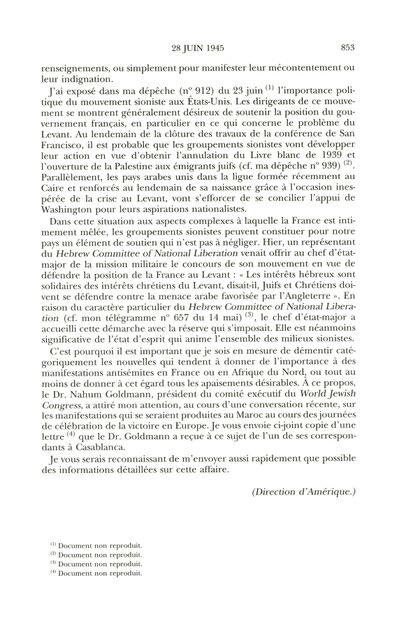 28 JUIN 1945
853
renseignements, ou simplement pour manifester leur mécontentement ou
leur indignation.
J'ai exposé dans ma dépêche (n° 912) du 23 juin (1) l'importance poli-
tique du mouvement sioniste aux États-Unis. Les dirigeants de ce mouve-
ment se montrent généralement désireux de soutenir la position du gou-
vernement français, en particulier en ce qui concerne le problème du
Levant. Au lendemain de la clôture des travaux de la conférence de San
Francisco, il est probable que les groupements sionistes vont développer
leur action en vue d'obtenir l'annulation du Livre blanc de 1939 et
l'ouverture de la Palestine aux émigrants juifs (cf. ma dépêche n° 939) (2).
Parallèlement, les pays arabes unis dans la ligue formée récemment au
Caire et renforcés au lendemain de sa naissance grâce à l'occasion ines-
pérée de la crise au Levant, vont s'efforcer de se concilier l'appui de
Washington pour leurs aspirations nationalistes.
Dans cette situation aux aspects complexes à laquelle la France est inti-
mement mêlée, les groupements sionistes peuvent constituer pour notre
pays un élément de soutien qui n'est pas à négliger. Hier, un représentant
du Hebrew Committee of National Liberation venait offrir au chef d'état-
major de la mission militaire le concours de son mouvement en vue de
défendre la position de la France au Levant : « Les intérêts hébreux sont
solidaires des intérêts chrétiens du Levant, disait-il, Juifs et Chrétiens doi-
vent se défendre contre la menace arabe favorisée par l'Angleterre ». En
raison du caractère particulier du Hebrew Committee of National Libera-
tion (cf. mon télégramme n° 657 du 14 mai) (3), le chef d'état-major a
accueilli cette démarche avec la réserve qui s'imposait. Elle est néanmoins
significative de l'état d'esprit qui anime l'ensemble des milieux sionistes.
C'est pourquoi il est important que je sois en mesure de démentir caté-
goriquement les nouvelles qui tendent à donner de l'importance à des
manifestations antisémites en France ou en Afrique du Nord, ou tout au
moins de donner à cet égard tous les apaisements désirables. À ce propos,
le Dr. Nahum Goldmann, président du comité exécutif du World Jewish
Congress, a attiré mon attention, au cours d'une conversation récente, sur
les manifestations qui se seraient produites au Maroc au cours des journées
de célébration de la victoire en Europe. Je vous envoie ci-joint copie d'une
lettre (4) que le Dr. Goldmann a reçue à ce sujet de l'un de ses correspon-
dants à Casablanca.
Je vous serais reconnaissant de m'envoyer aussi rapidement que possible
des informations détaillées sur cette affaire.
(Direction d'Amérique.)
(1) Document non reproduit.
(2) Document non reproduit.
(3) Document non reproduit.
(4) Document non reproduit.